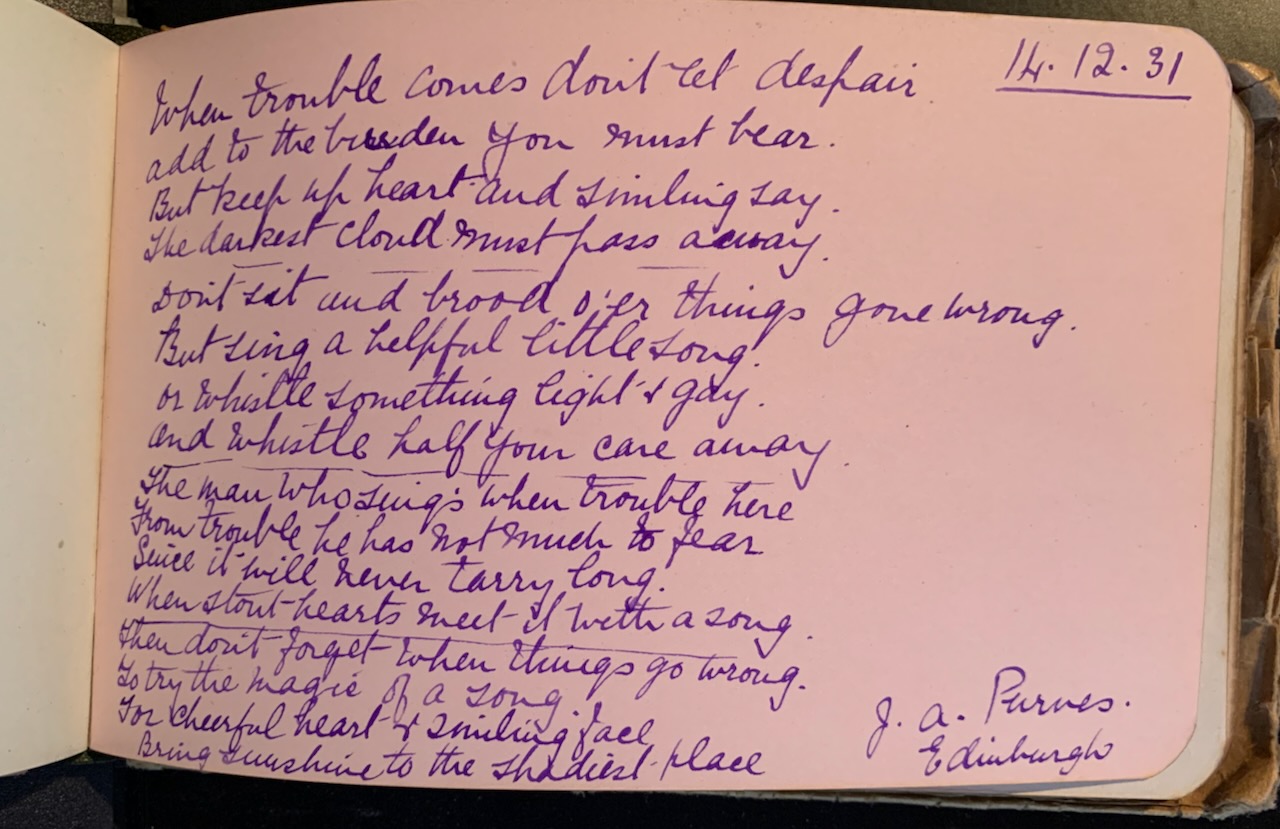 14.12.31
When trouble comes don't let despair
add to the burden you must bear.
But keep up heart and smiling say.
The darkest cloud must pass away.
Don't sit and brood o'er things gone wrong.
But sing a helpful little song.
or whistle something light & gay.
and whistle half your care away.
The man who sing's when trouble here
From trouble he has not much to fear
Since it will never tarry long.
When stout hearts meet it with a song.
Then don't forget when things go wrong.
To try the magic of a song.
For cheerful heart & smiling face
Bring sunshine to the shadiest place
J. A. Purves.
Edinburgh